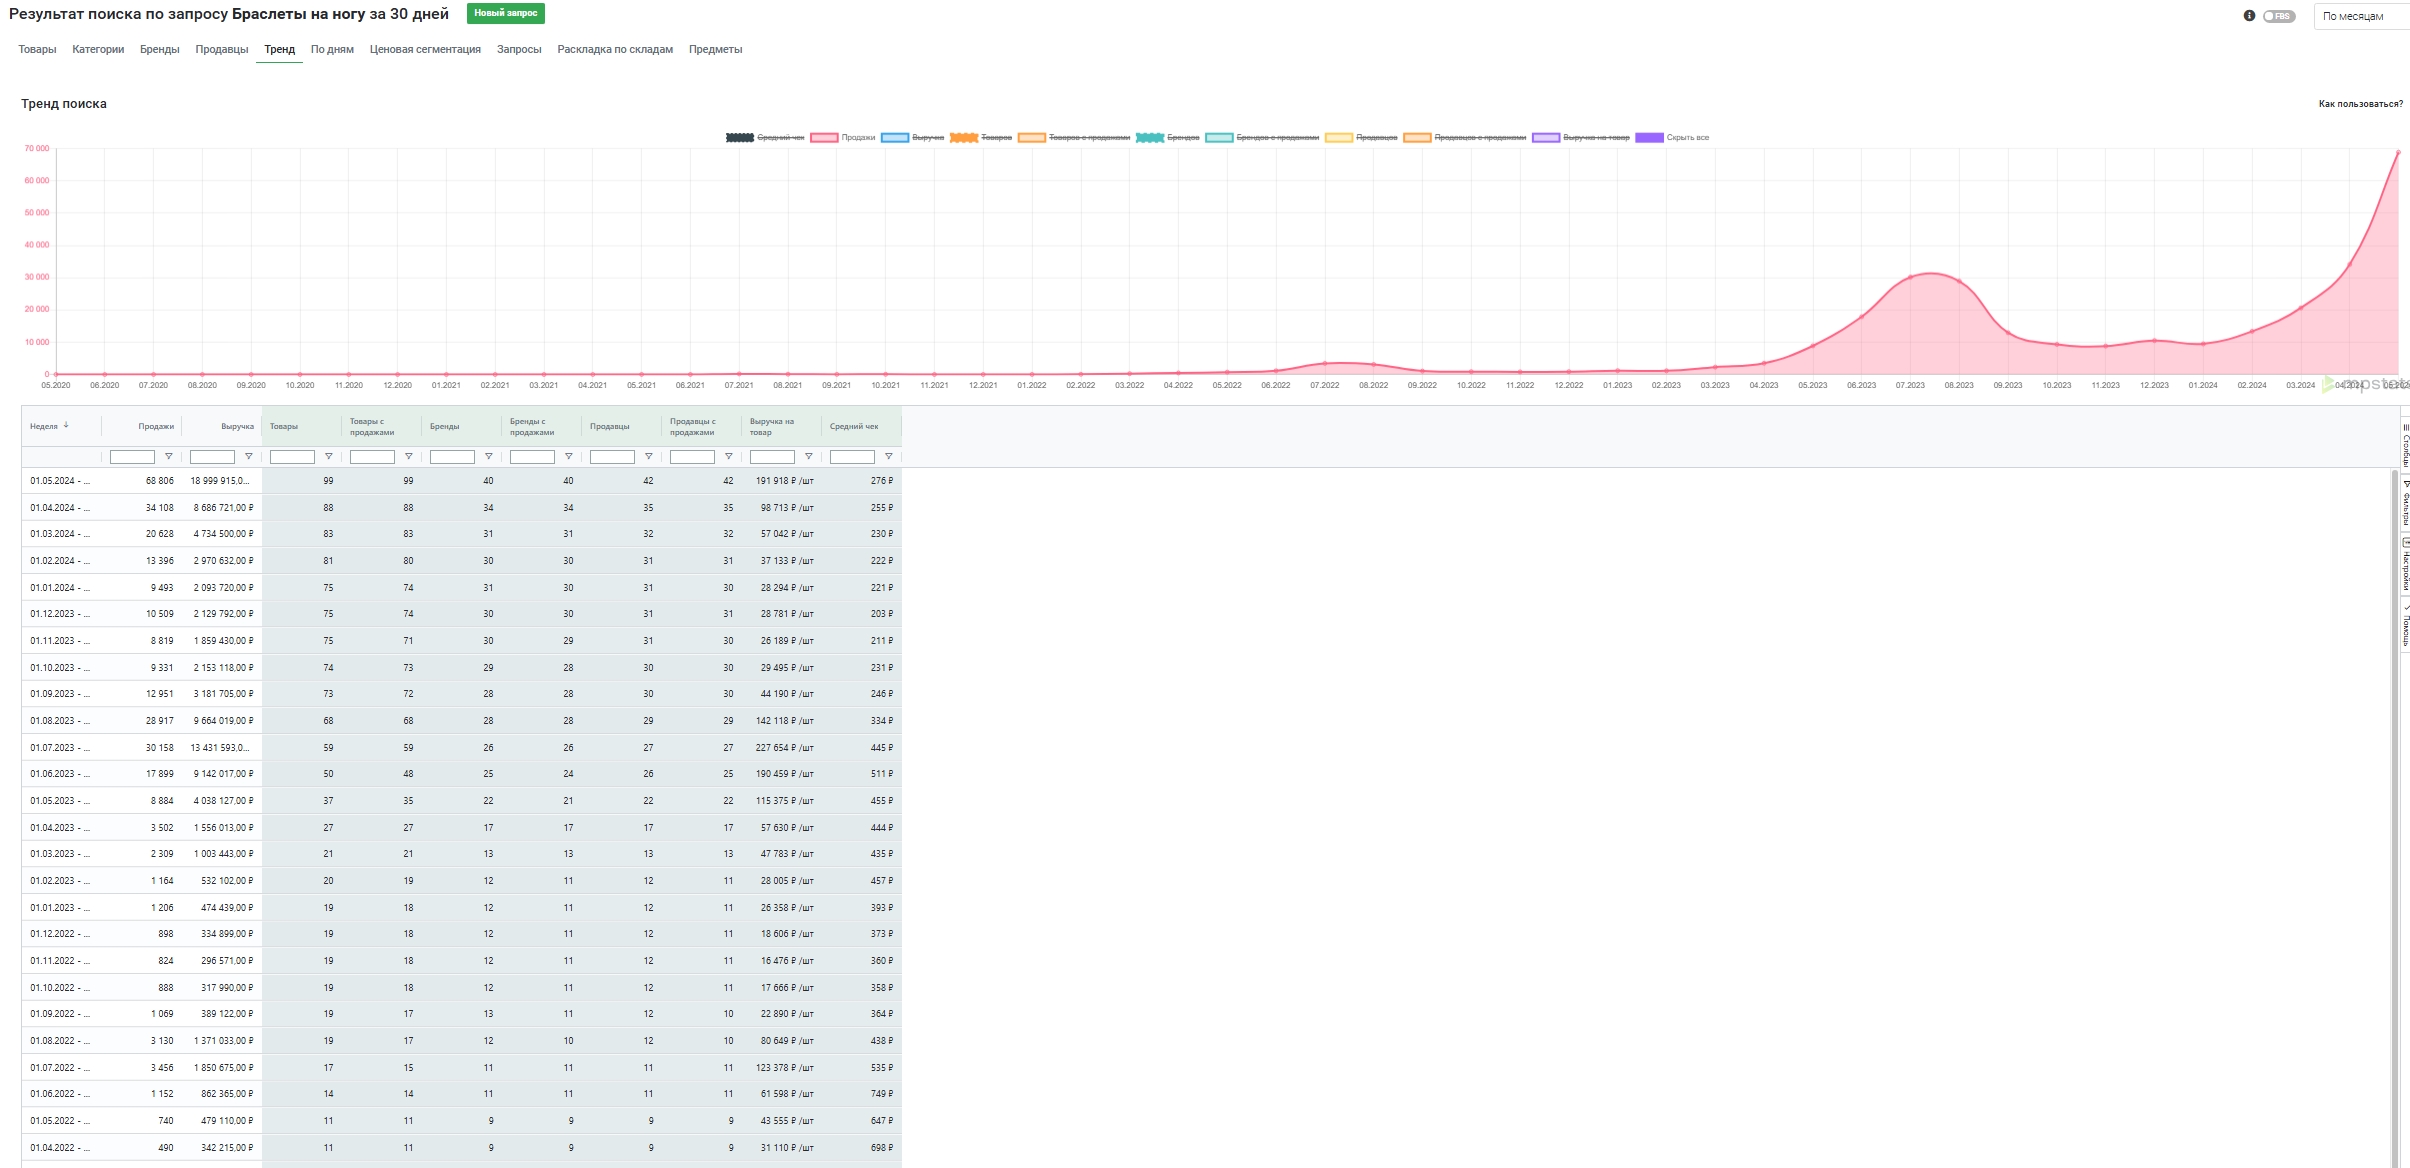 Результат поиска по запросу Браслеты на ногу за 30 дней Новый запрос FBS По месяцам
Товары Категории Бренды Продавцы Тренд По дням Ценовая сегментация Запросы Раскладка по складам Предметы
Тренд поиска Как пользоваться?
Средний чек Продажи Выручка Товаров Товаров с продажами Брендов Брендов с продажами Продавцов Продавцов с продажами Выручка на товар Скрыть все
70 000
60 000
50 000
40 000
30 000
20 000
10 000
0
05.2020 06.2020 07.2020 08.2020 09.2020 10.2020 11.2020 12.2020 01.2021 02.2021 03.2021 04.2021 05.2021 06.2021 07.2021 08.2021 09.2021 10.2021 11.2021 12.2021 01.2022 02.2022 03.2022 04.2022 05.2022 06.2022 07.2022 08.2022 09.2022 10.2022 11.2022 12.2022 01.2023 02.2023 03.2023 04.2023 05.2023 06.2023 07.2023 08.2023 09.2023 10.2023 11.2023 12.2023 01.2024 02.2024 03.2024 04.2024
Неделя Продажи Выручка Товары Товары с продажами Бренды Бренды с продажами Продавцы Продавцы с продажами Выручка на товар Средний чек
01.05.2024 - ... 68 806 18 999 915,0... 99 99 40 40 42 42 191 918 ₽ /шт 276 ₽
01.04.2024 - ... 34 108 8 686 721,00 ₽ 88 88 34 34 35 35 98 713 ₽ /шт 255 ₽
01.03.2024 - ... 20 628 4 734 500,00 ₽ 83 83 31 31 32 32 57 042 ₽ /шт 230 ₽
01.02.2024 - ... 13 396 2 970 632,00 ₽ 81 80 30 30 31 31 37 133 ₽ /шт 222 ₽
01.01.2024 - ... 9 493 2 093 720,00 ₽ 75 74 31 30 31 30 28 294 ₽ /шт 221 ₽
01.12.2023 - ... 10 509 2 129 792,00 ₽ 75 74 30 30 31 31 28 781 ₽ /шт 203 ₽
01.11.2023 - ... 8 819 1 859 430,00 ₽ 75 71 30 29 31 30 26 189 ₽ /шт 211 ₽
01.10.2023 - ... 9 331 2 153 118,00 ₽ 74 73 29 28 30 30 29 495 ₽ /шт 231 ₽
01.09.2023 - ... 12 951 3 181 705,00 ₽ 73 72 28 28 30 30 44 190 ₽ /шт 246 ₽
01.08.2023 - ... 28 917 9 664 019,00 ₽ 68 68 28 28 29 29 142 118 ₽ /шт 334 ₽
01.07.2023 - ... 30 158 13 431 593,0... 59 59 26 26 27 27 227 654 ₽ /шт 445 ₽
01.06.2023 - ... 17 899 9 142 017,00 ₽ 50 48 25 24 26 25 190 459 ₽ /шт 511 ₽
01.05.2023 - ... 8 884 4 038 127,00 ₽ 37 35 22 21 22 22 115 375 ₽ /шт 455 ₽
01.04.2023 - ... 3 502 1 556 013,00 ₽ 27 27 17 17 17 17 57 630 ₽ /шт 444 ₽
01.03.2023 - ... 2 309 1 003 443,00 ₽ 21 21 13 13 13 13 47 783 ₽ /шт 435 ₽
01.02.2023 - ... 1 164 532 102,00 ₽ 20 19 12 11 12 11 28 005 ₽ /шт 457 ₽
01.01.2023 - ... 1 206 474 439,00 ₽ 19 18 12 11 12 11 26 358 ₽ /шт 393 ₽
01.12.2022 - ... 898 334 899,00 ₽ 19 18 12 11 12 11 18 606 ₽ /шт 373 ₽
01.11.2022 - ... 824 296 571,00 ₽ 19 18 12 11 12 11 16 476 ₽ /шт 360 ₽
01.10.2022 - ... 888 317 990,00 ₽ 19 18 12 11 12 11 17 666 ₽ /шт 358 ₽
01.09.2022 - ... 1 069 389 122,00 ₽ 19 17 13 11 12 10 22 890 ₽ /шт 364 ₽
01.08.2022 - ... 3 130 1 371 033,00 ₽ 19 17 12 10 12 10 80 649 ₽ /шт 438 ₽
01.07.2022 - ... 3 456 1 850 675,00 ₽ 17 15 11 11 11 11 123 378 ₽ /шт 535 ₽
01.06.2022 - ... 1 152 862 365,00 ₽ 14 14 11 11 11 11 61 598 ₽ /шт 749 ₽
01.05.2022 - ... 740 479 110,00 ₽ 11 11 9 9 9 9 43 555 ₽ /шт 647 ₽
01.04.2022 - ... 490 342 215,00 ₽ 11 11 9 9 9 9 31 110 ₽ /шт 698 ₽
Столбцы
Фильтры
Настройки
Помощь